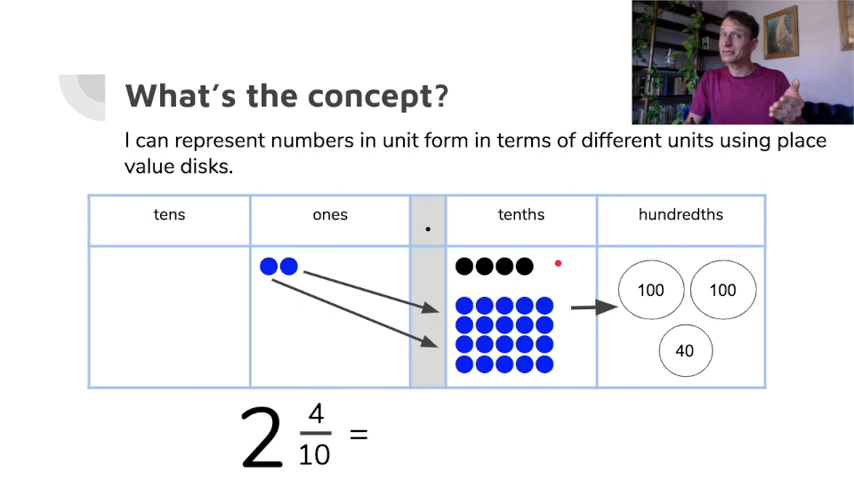 What's the concept?
I can represent numbers in unit form in terms of different units using place
value disks.
tens ones . tenths hundredths
100 100
40
2 4/10 =